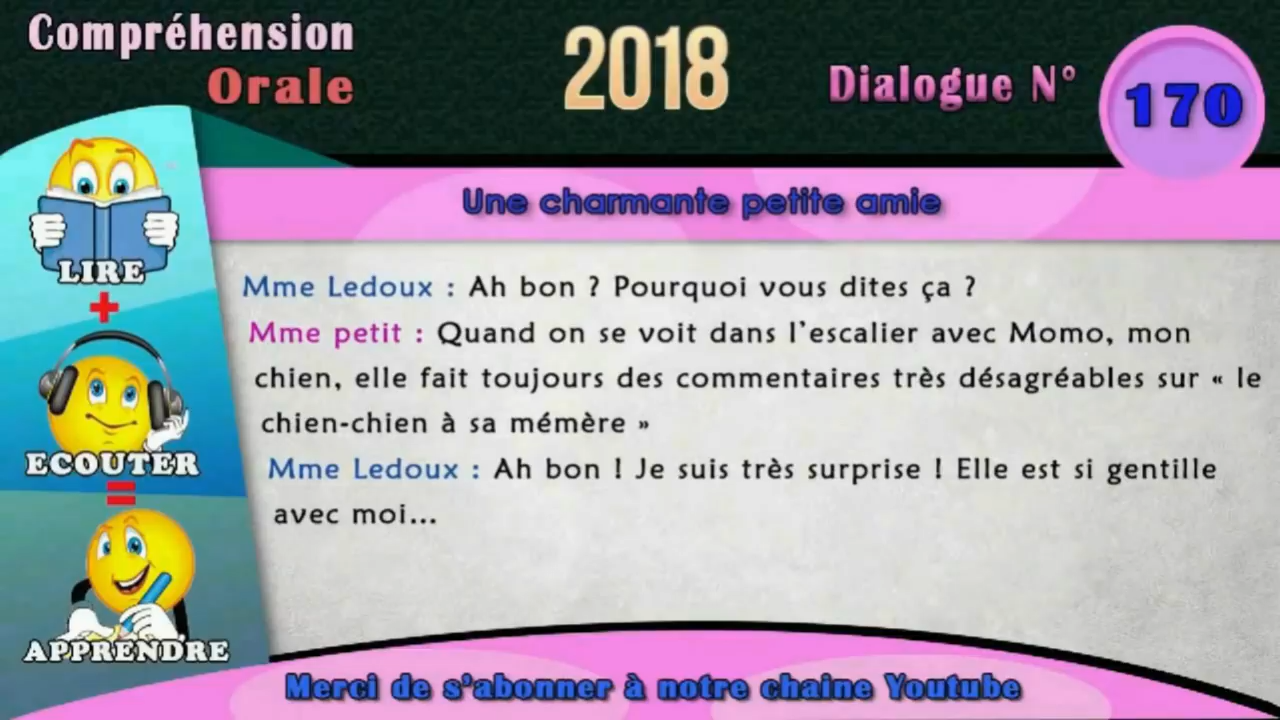 Compréhension
Orale
2018
Dialogue N°
170
Une charmante petite amie
LIRE
+
ECOUTER
=
APPRENDRE
Mme Ledoux : Ah bon ? Pourquoi vous dites ça ?
Mme petit : Quand on se voit dans l'escalier avec Momo, mon
chien, elle fait toujours des commentaires très désagréables sur « le
chien-chien à sa mémère »
Mme Ledoux : Ah bon ! Je suis très surprise ! Elle est si gentille
avec moi...
Merci de s'abonner à notre chaine Youtube